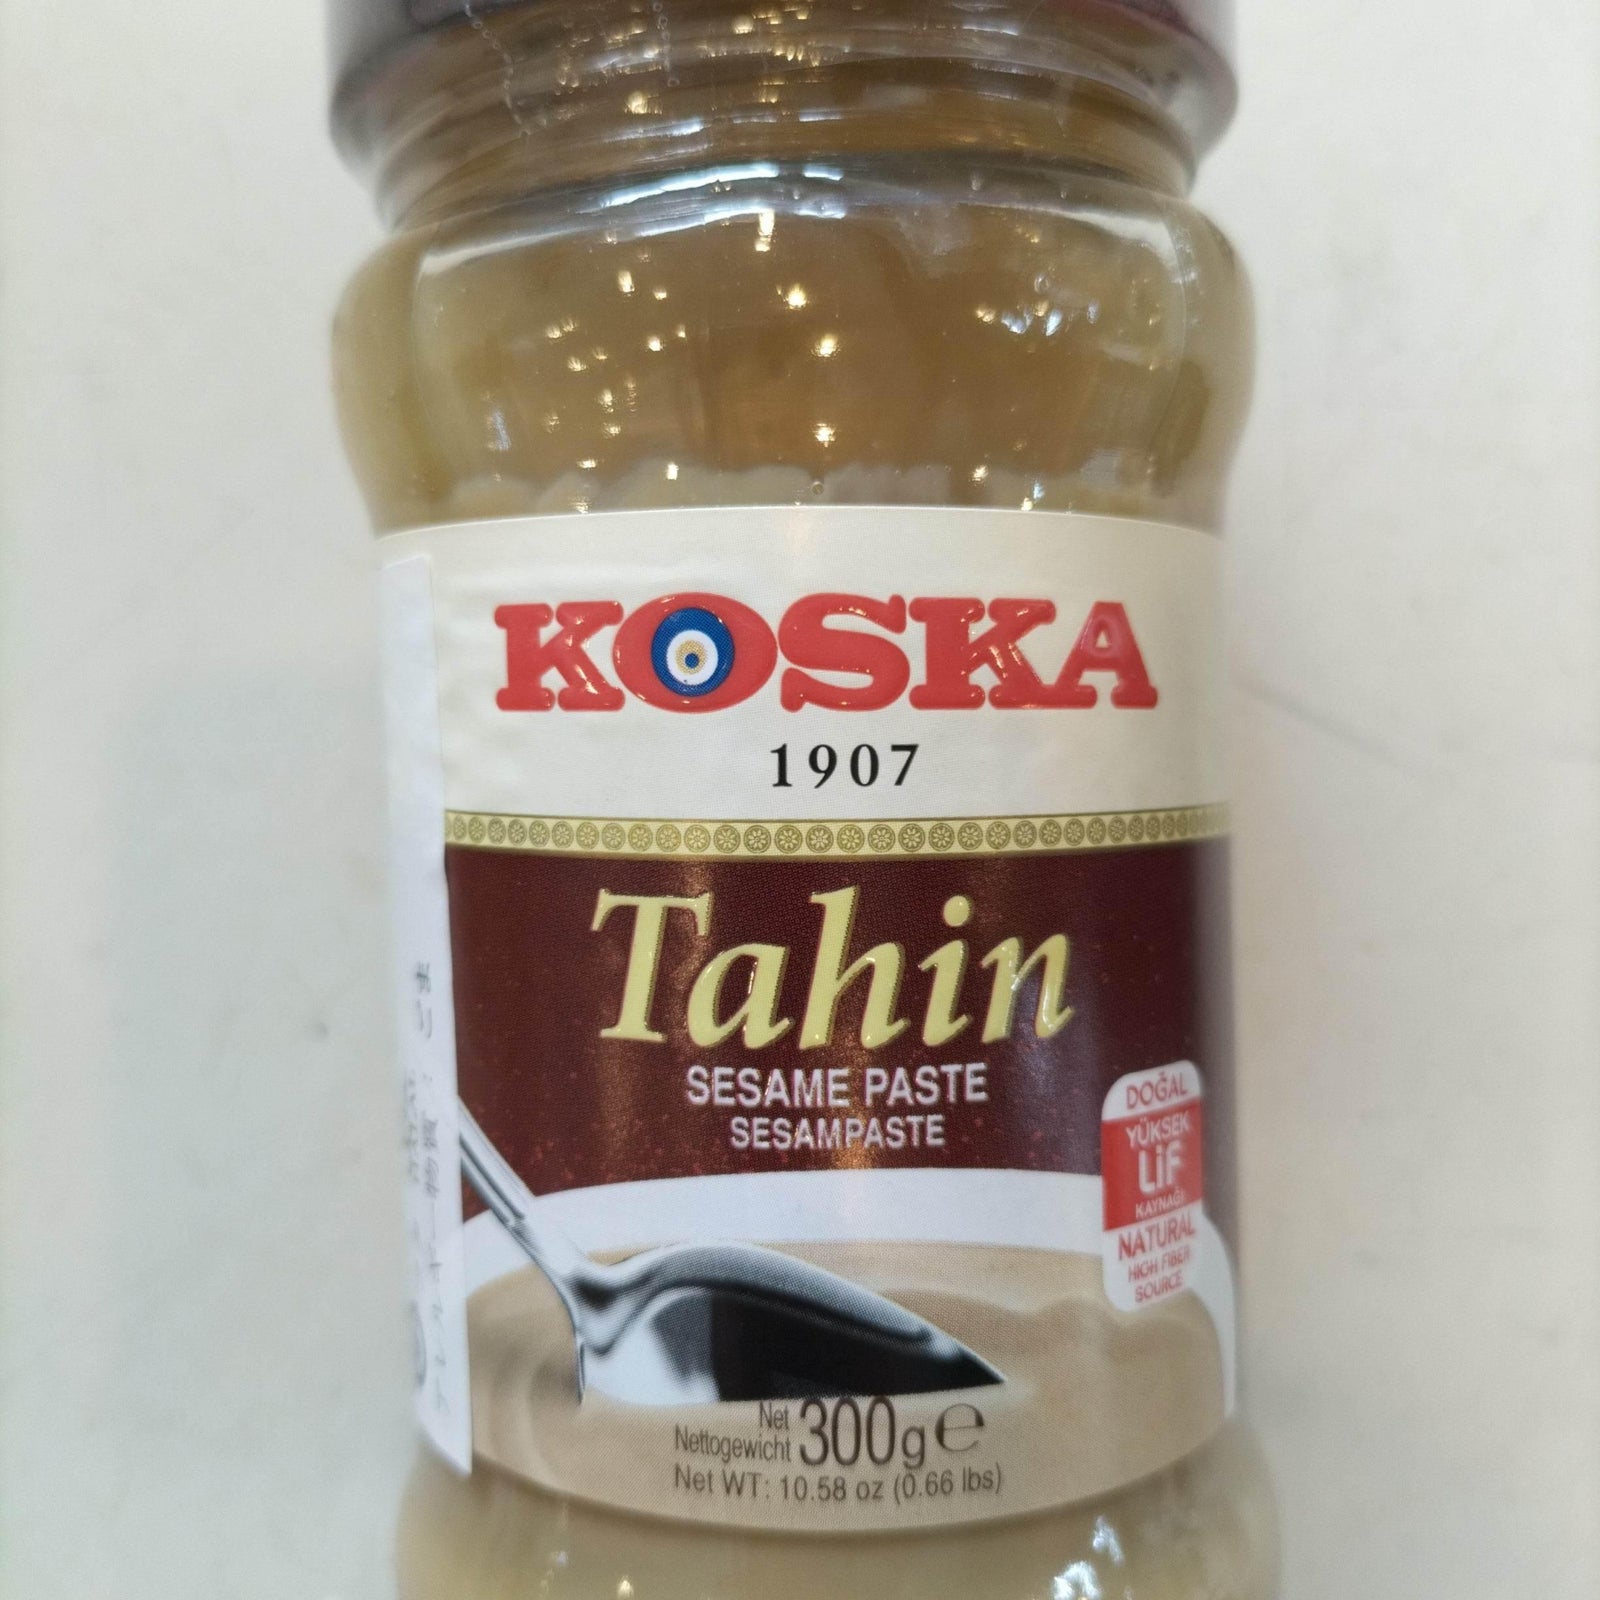 KOSKA
1907
Tahin
SESAME PASTE
SESAMPASTE
DOĞAL
YÜKSEK
LİF
KAYNAĞI
NATURAL
HIGH FIBER
SOURCE
Net
Nettogewicht 300g e
Net WT: 10.58 oz (0.66 lbs)